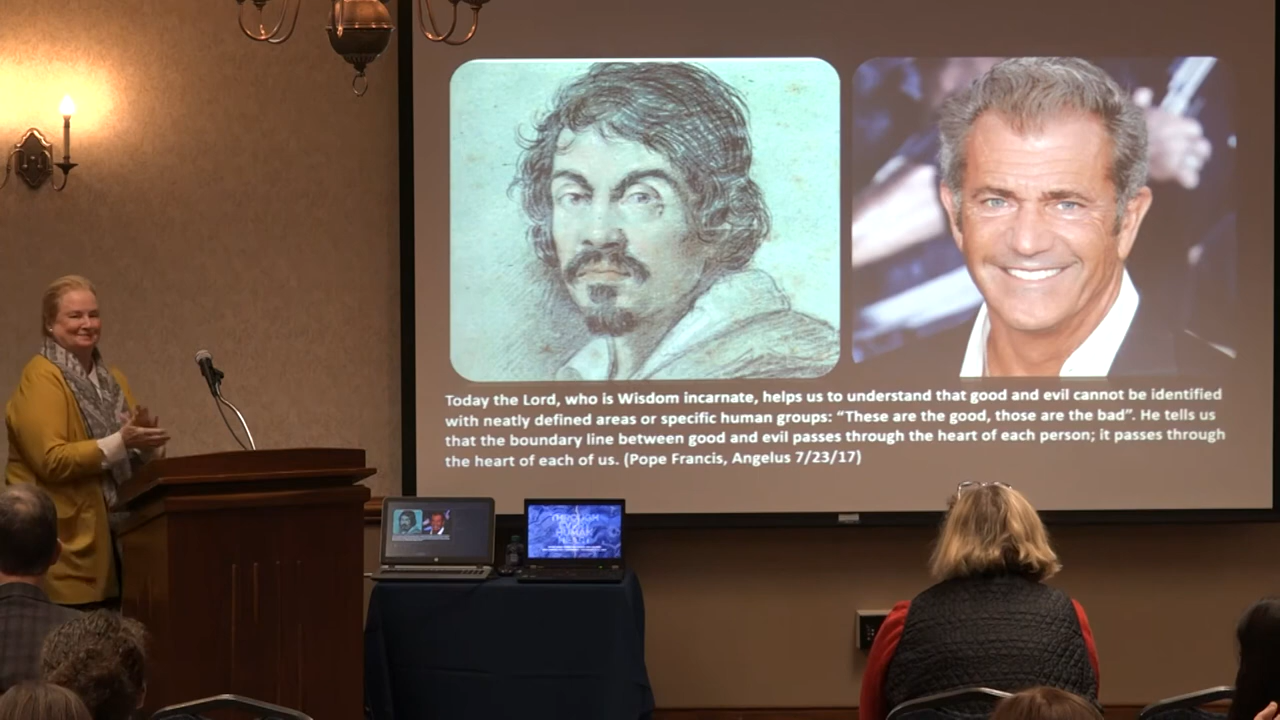 Today the Lord, who is Wisdom incarnate, helps us to understand that good and evil cannot be identified
with neatly defined areas or specific human groups: “These are the good, those are the bad”. He tells us
that the boundary line between good and evil passes through the heart of each person; it passes through
the heart of each of us. (Pope Francis, Angelus 7/23/17)
THROUGH
HUMAN